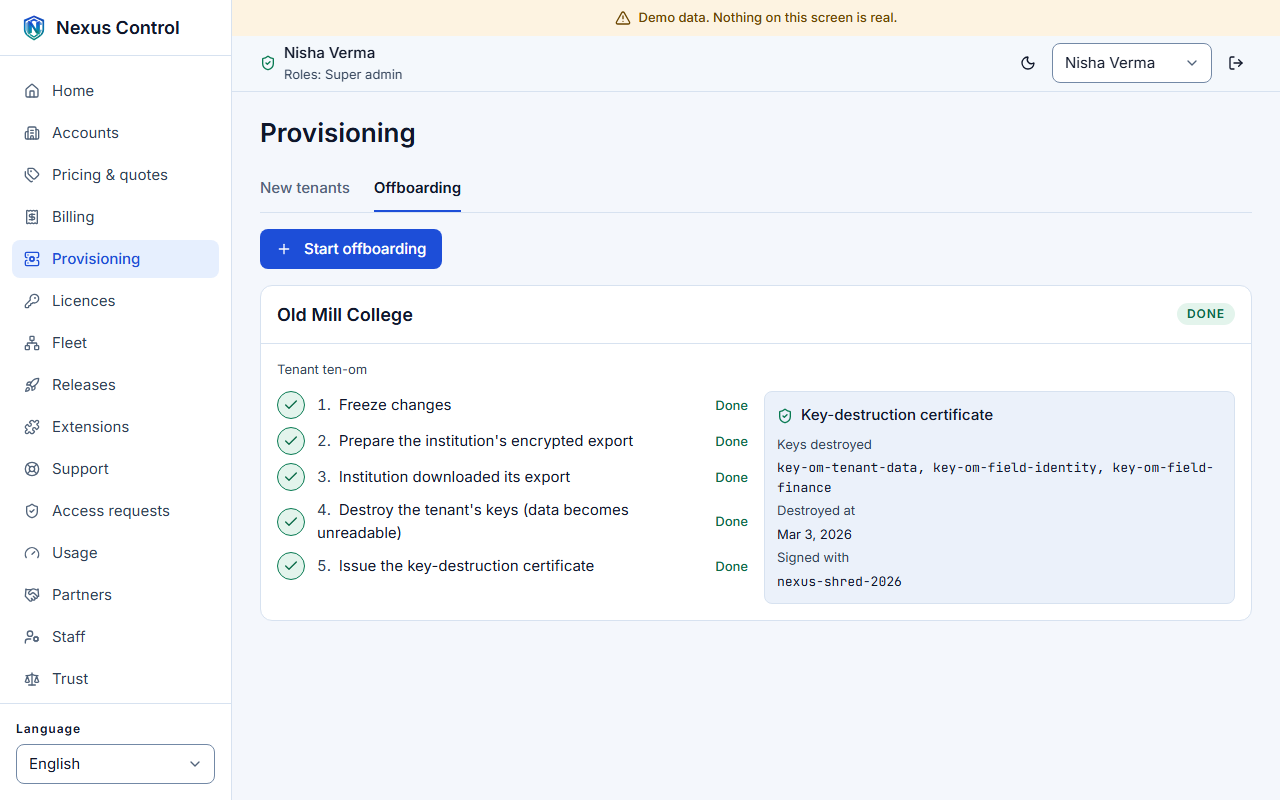 Nexus Control
Demo data. Nothing on this screen is real.
Nisha Verma
Roles: Super admin
Nisha Verma
Home
Accounts
Pricing & quotes
Billing
Provisioning
Licences
Fleet
Releases
Extensions
Support
Access requests
Usage
Partners
Staff
Trust
Language
English
Provisioning
New tenants
Offboarding
Start offboarding
Old Mill College
DONE
Tenant ten-om
1. Freeze changes
Done
2. Prepare the institution's encrypted export
Done
3. Institution downloaded its export
Done
4. Destroy the tenant's keys (data becomes
unreadable)
Done
5. Issue the key-destruction certificate
Done
Key-destruction certificate
Keys destroyed
key-om-tenant-data, key-om-field-identity, key-om-field-
finance
Destroyed at
Mar 3, 2026
Signed with
nexus-shred-2026